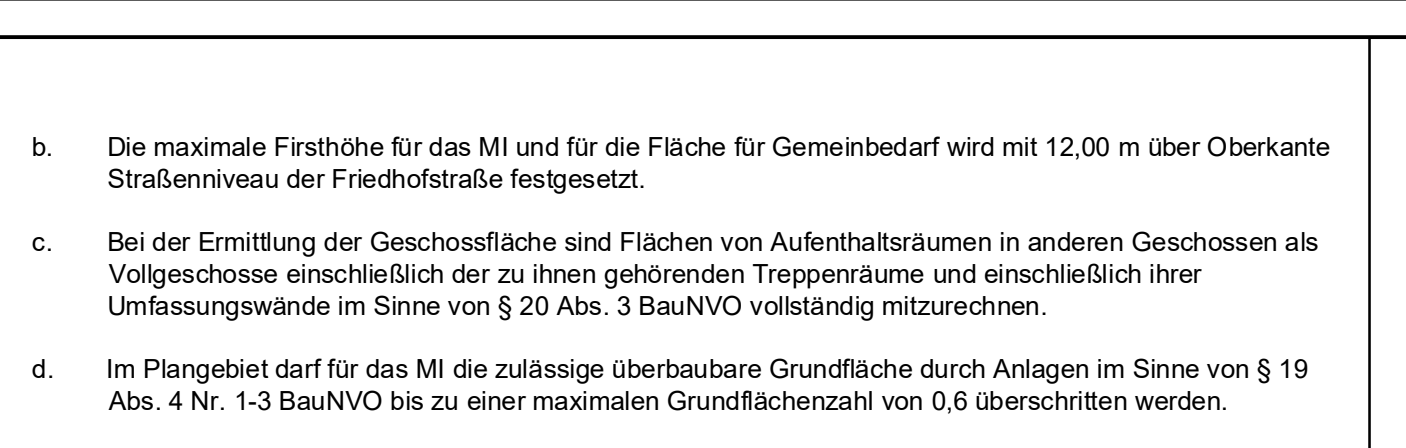 b. Die maximale Firsthöhe für das MI und für die Fläche für Gemeinbedarf wird mit 12,00 m über Oberkante
Straßenniveau der Friedhofstraße festgesetzt.
c. Bei der Ermittlung der Geschossfläche sind Flächen von Aufenthaltsräumen in anderen Geschossen als
Vollgeschosse einschließlich der zu ihnen gehörenden Treppenräume und einschließlich ihrer
Umfassungswände im Sinne von § 20 Abs. 3 BauNVO vollständig mitzurechnen.
d. Im Plangebiet darf für das MI die zulässige überbaubare Grundfläche durch Anlagen im Sinne von § 19
Abs. 4 Nr. 1-3 BauNVO bis zu einer maximalen Grundflächenzahl von 0,6 überschritten werden.